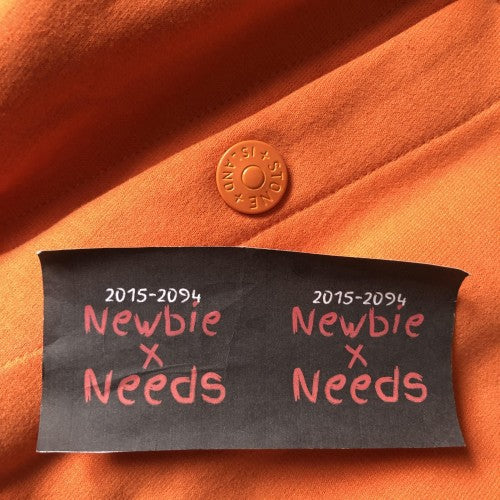 STONE ISLAND
2015-2094 2015-2094
Newbie Newbie
x x
Needs Needs